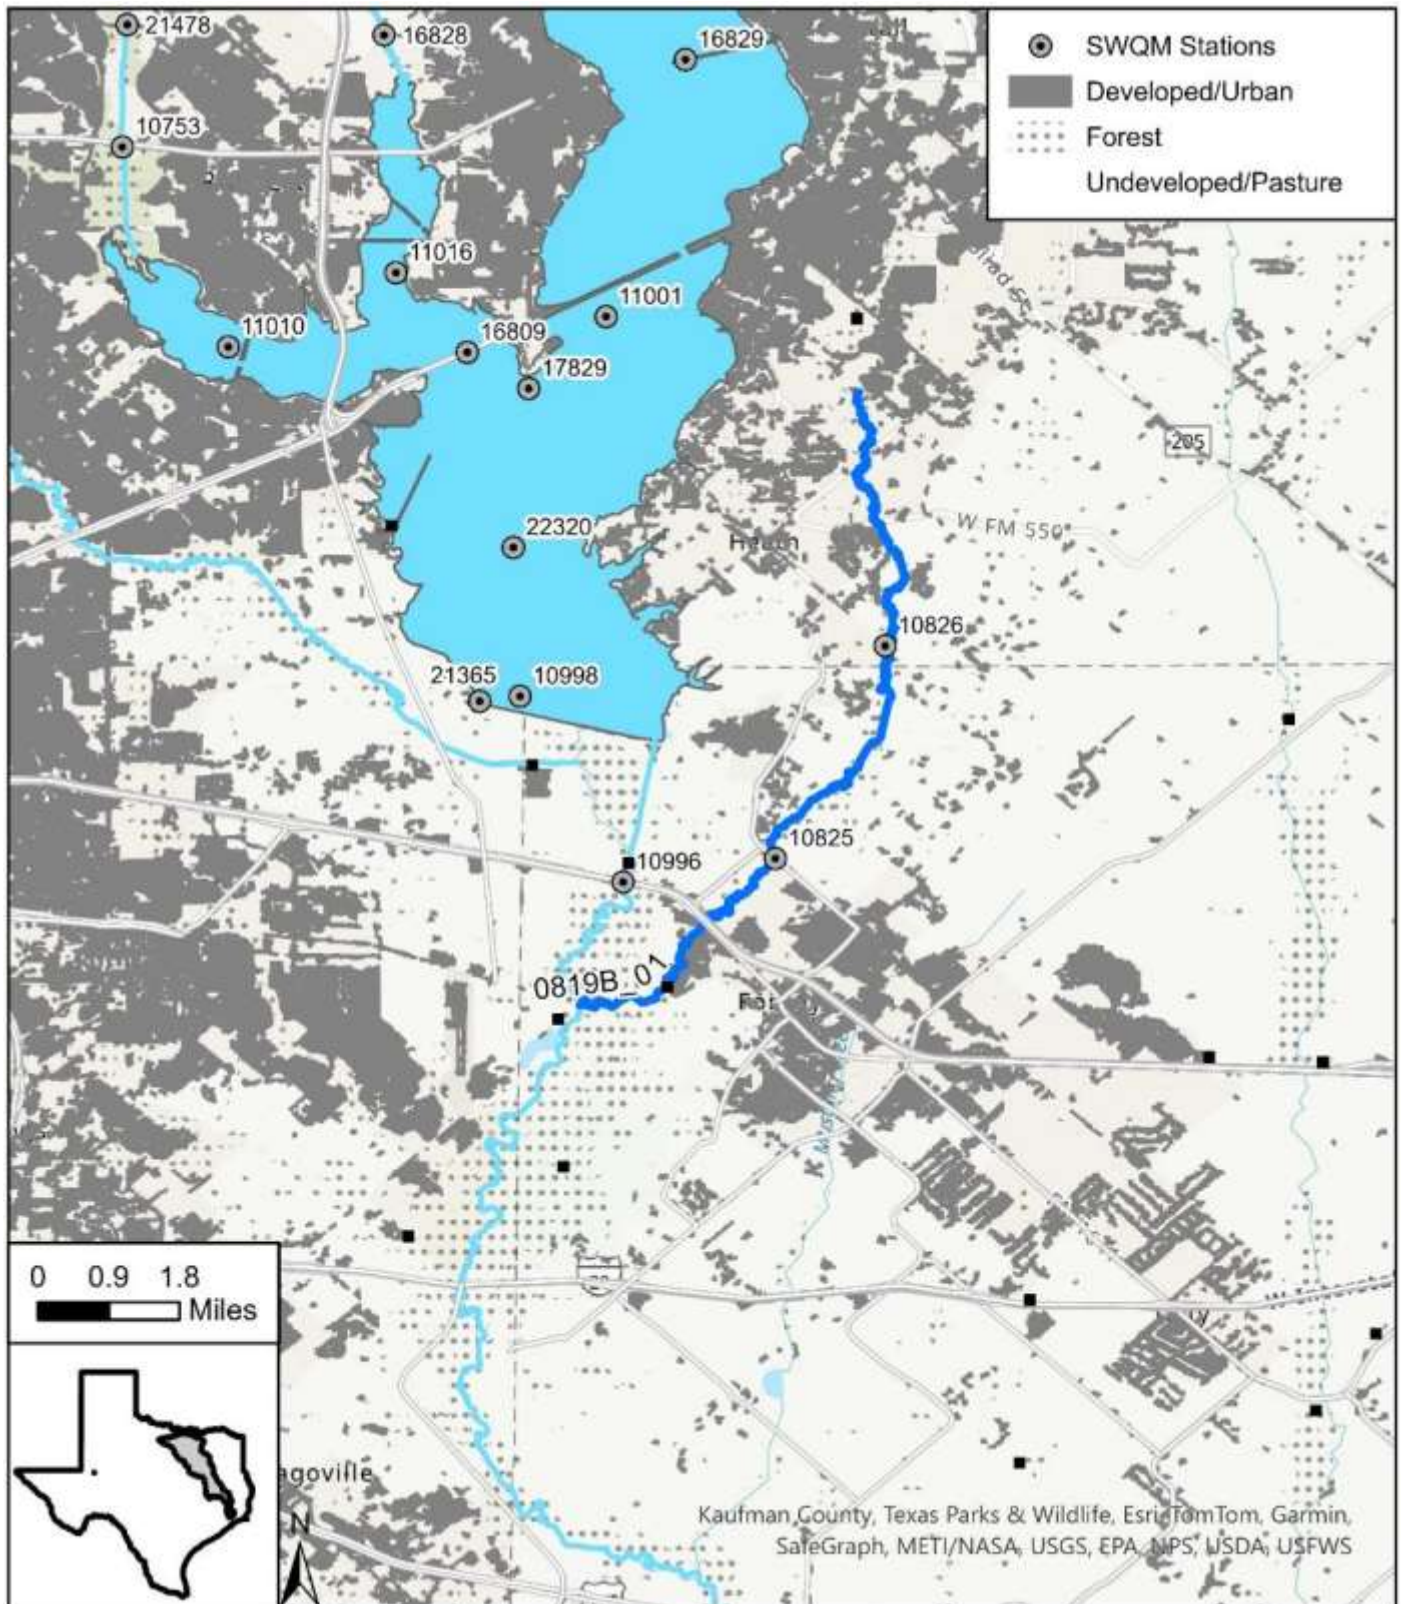 21478
16828
16829
SWQM Stations
Developed/Urban
Forest
Undeveloped/Pasture
10753
11016
11001
11010
16809
17829
205
W FM 550
22320
Heath
10826
21365
10998
10825
10996
0819B_01
0 0.9 1.8
Miles
N
Kaufman County, Texas Parks & Wildlife, Esri, TomTom, Garmin,
SafeGraph, METI/NASA, USGS, EPA, NPS, USDA, USFWS